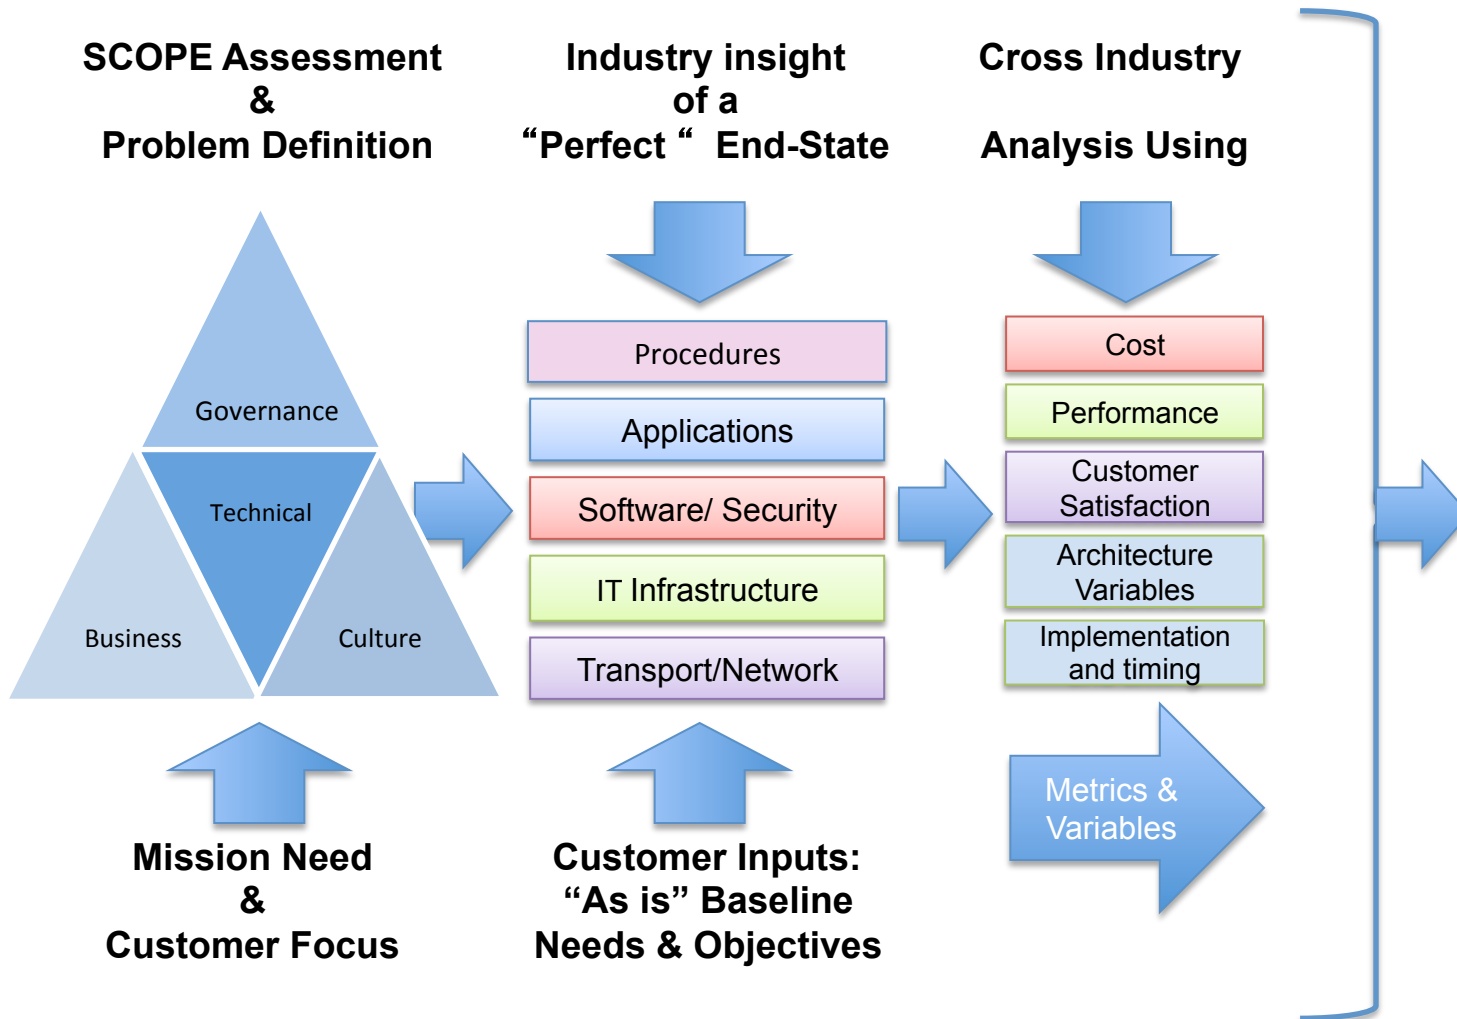 SCOPE Assessment
&
Problem Definition
Industry insight
of a
“Perfect “ End-State
Cross Industry
Analysis Using
Governance
Technical
Business
Culture
Procedures
Applications
Software/ Security
IT Infrastructure
Transport/Network
Cost
Performance
Customer
Satisfaction
Architecture
Variables
Implementation
and timing
Metrics &
Variables
Mission Need
&
Customer Focus
Customer Inputs:
“As is” Baseline
Needs & Objectives